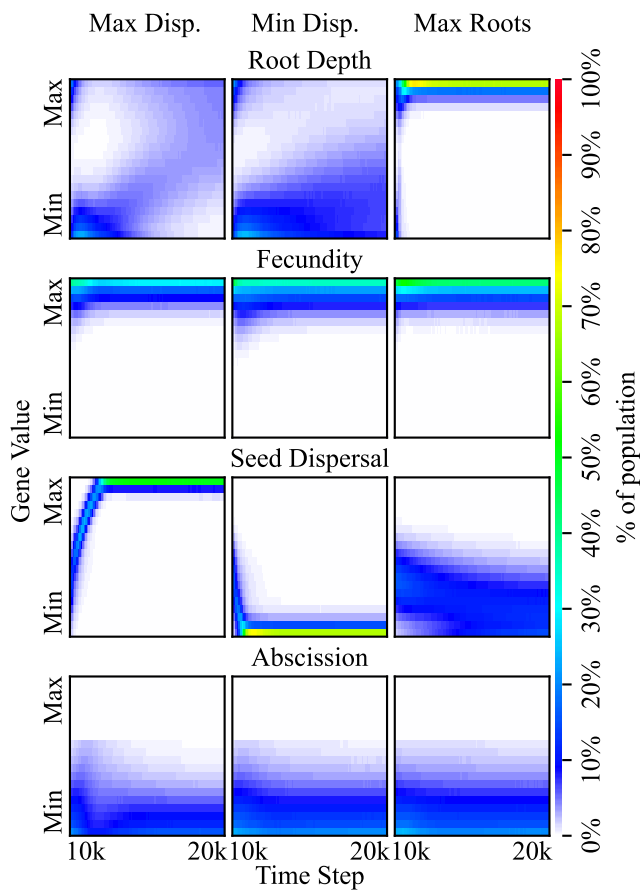 Max Disp. Min Disp. Max Roots
Root Depth
Max
Min
Fecundity
Max
Min
Seed Dispersal
Max
Min
Abscission
Max
Min
10k 20k 10k 20k 10k 20k
Time Step
Gene Value
100%
90%
80%
70%
60%
50%
40%
30%
20%
10%
0%
% of population